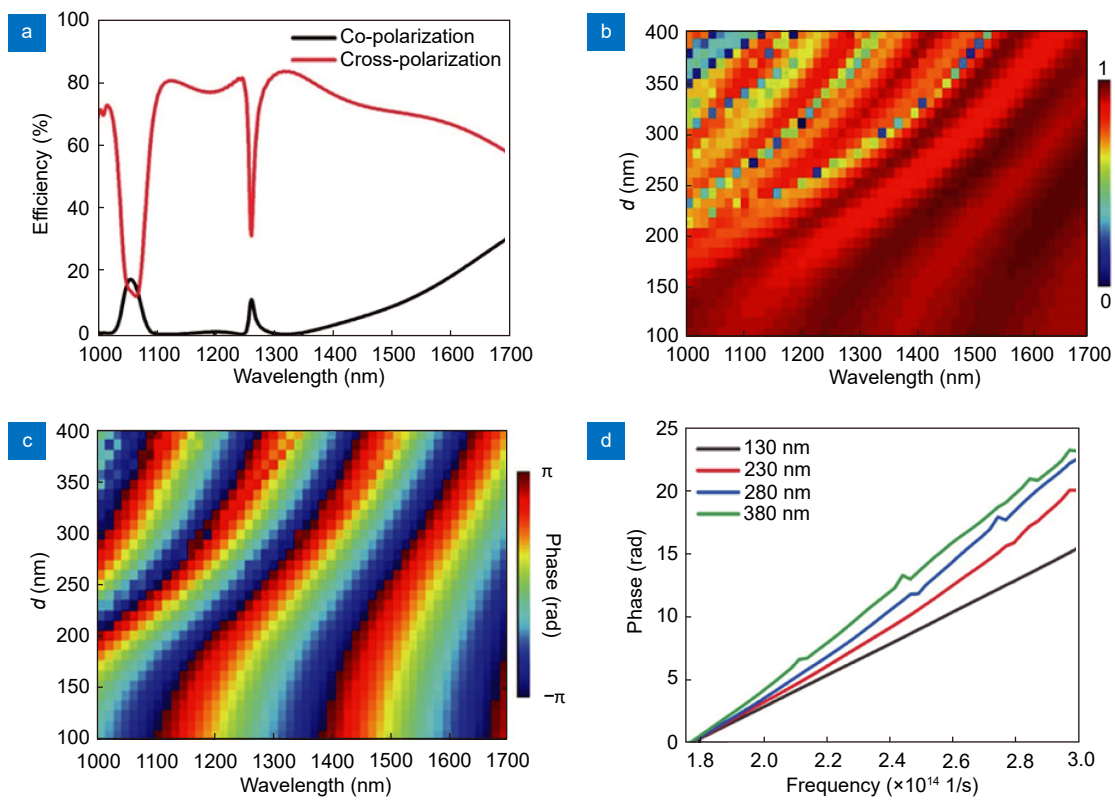 a
100
80
60
40
20
0
Efficiency (%)
Co-polarization
Cross-polarization
1000 1100 1200 1300 1400 1500 1600 1700
Wavelength (nm)
b
400
350
300
250
200
150
100
d (nm)
1000 1100 1200 1300 1400 1500 1600 1700
Wavelength (nm)
1
0
c
400
350
300
250
200
150
100
d (nm)
1000 1100 1200 1300 1400 1500 1600 1700
Wavelength (nm)
π
Phase (rad)
−π
d
25
20
15
10
5
0
Phase (rad)
130 nm
230 nm
280 nm
380 nm
1.8 2.0 2.2 2.4 2.6 2.8 3.0
Frequency (×10¹⁴ 1/s)